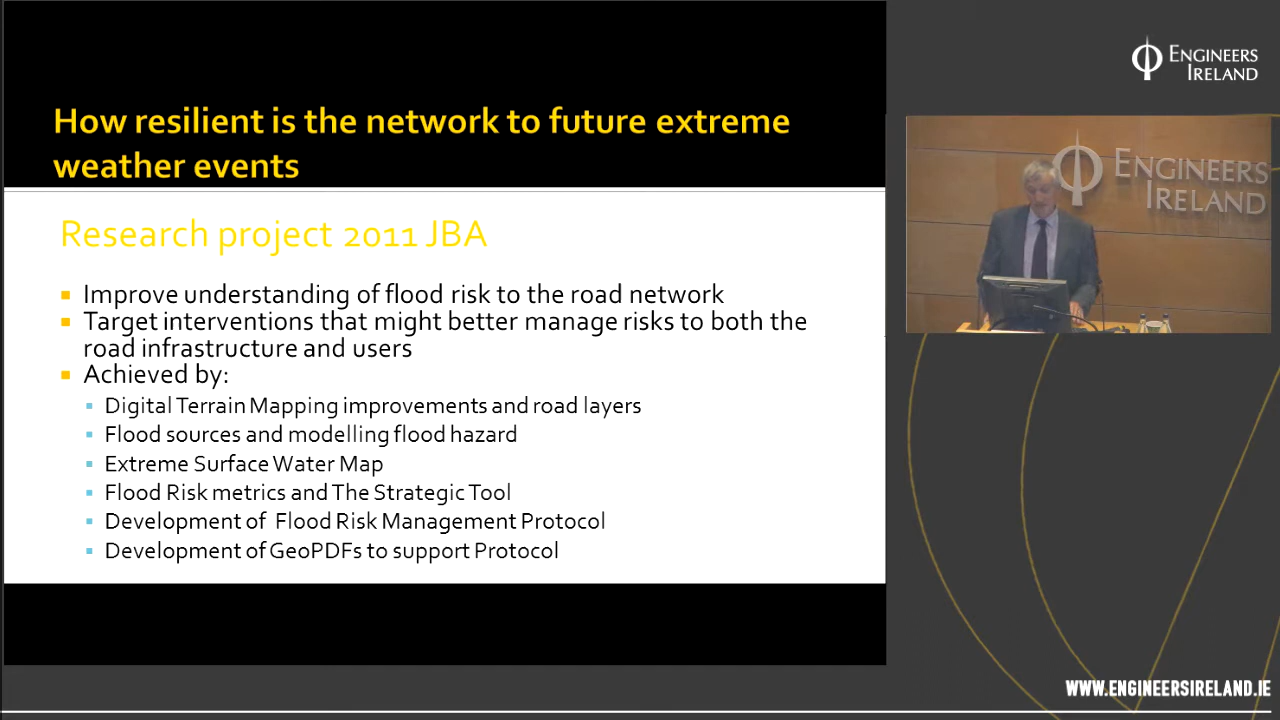 How resilient is the network to future extreme
weather events
Research project 2011 JBA
Improve understanding of flood risk to the road network
Target interventions that might better manage risks to both the
road infrastructure and users
Achieved by:
Digital Terrain Mapping improvements and road layers
Flood sources and modelling flood hazard
Extreme Surface Water Map
Flood Risk metrics and The Strategic Tool
Development of Flood Risk Management Protocol
Development of GeoPDFs to support Protocol
ENGINEERS
IRELAND
ENGINEERS
IRELAND
WWW.ENGINEERSIRELAND.IE